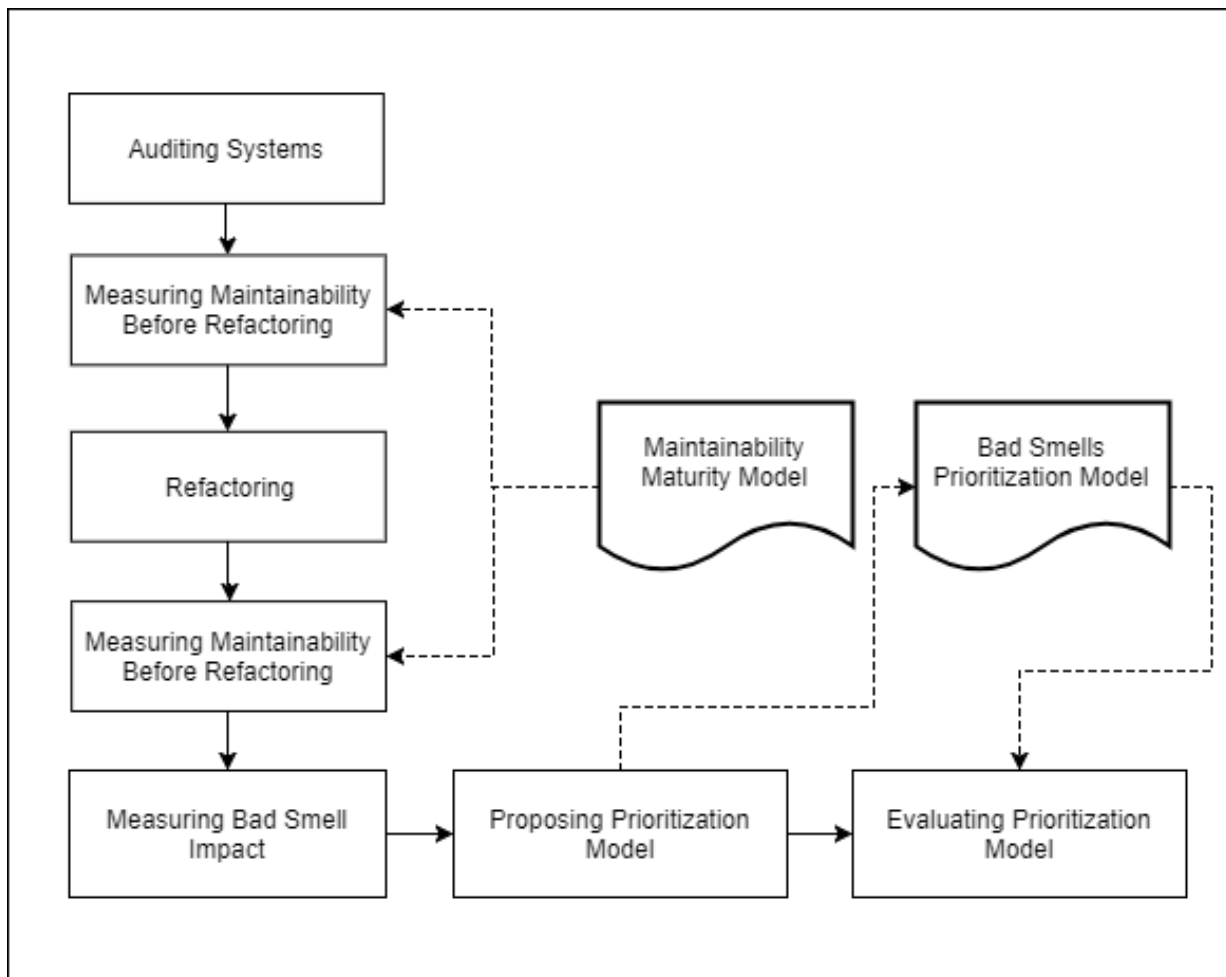 Auditing Systems
Measuring Maintainability
Before Refactoring
Refactoring
Maintainability
Maturity Model
Bad Smells
Prioritization Model
Measuring Maintainability
Before Refactoring
Measuring Bad Smell
Impact
Proposing Prioritization
Model
Evaluating Prioritization
Model